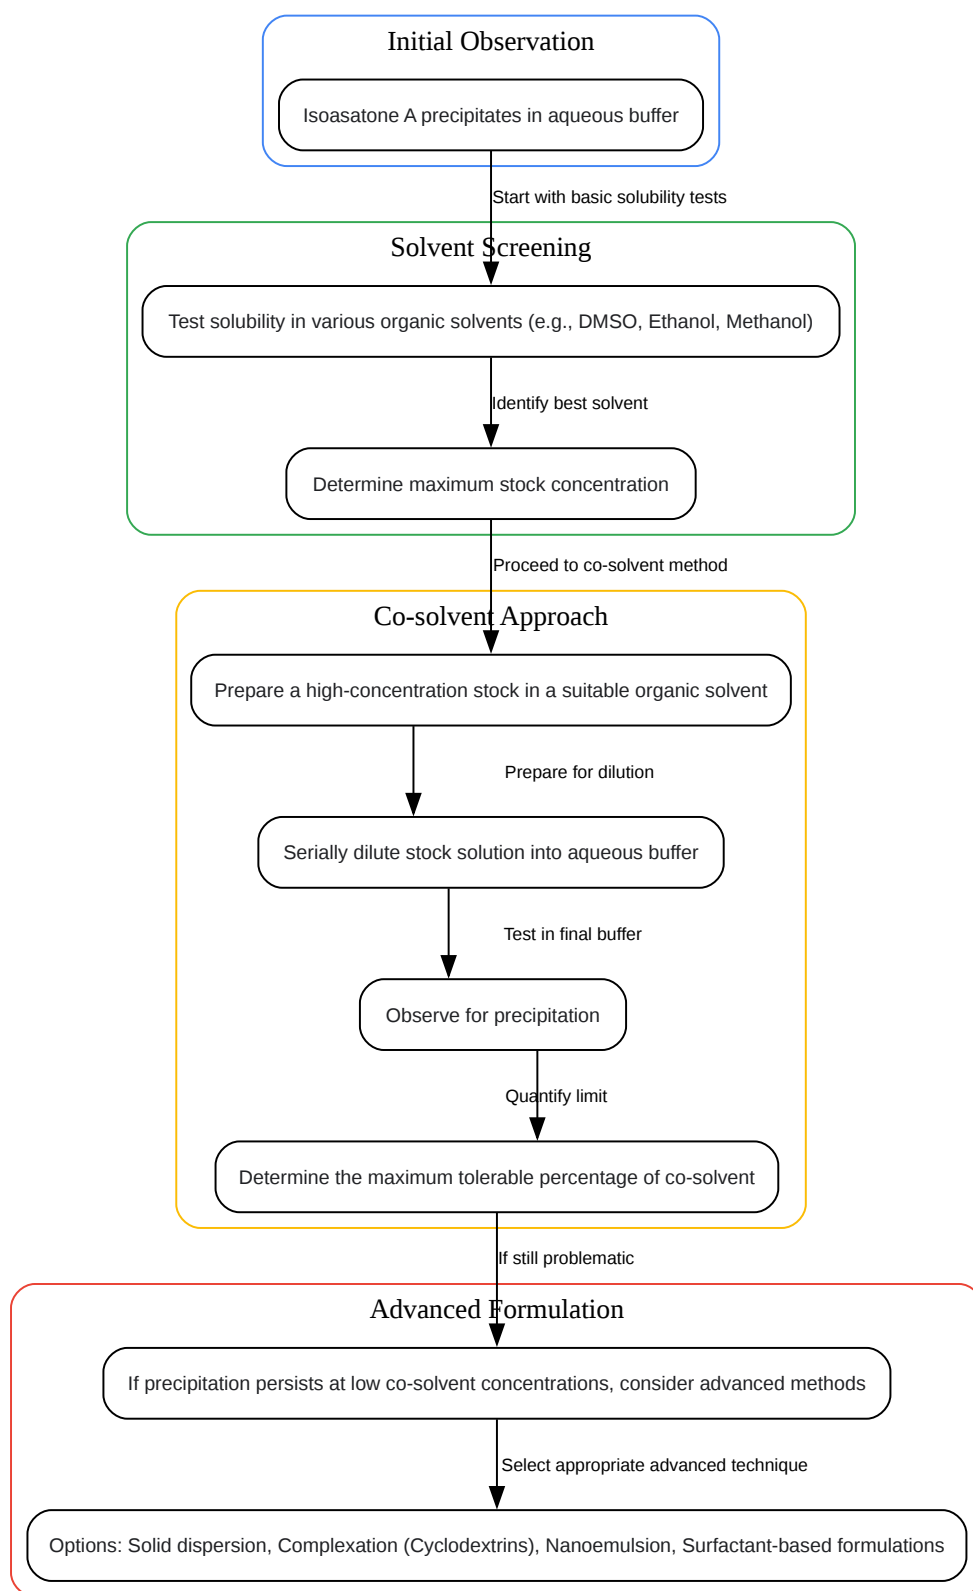 Initial Observation
Isoasatone A precipitates in aqueous buffer
Start with basic solubility tests
Solvent Screening
Test solubility in various organic solvents (e.g., DMSO, Ethanol, Methanol)
Identify best solvent
Determine maximum stock concentration
Proceed to co-solvent method
Co-solvent Approach
Prepare a high-concentration stock in a suitable organic solvent
Prepare for dilution
Serially dilute stock solution into aqueous buffer
Test in final buffer
Observe for precipitation
Quantify limit
Determine the maximum tolerable percentage of co-solvent
If still problematic
Advanced Formulation
If precipitation persists at low co-solvent concentrations, consider advanced methods
Select appropriate advanced technique
Options: Solid dispersion, Complexation (Cyclodextrins), Nanoemulsion, Surfactant-based formulations